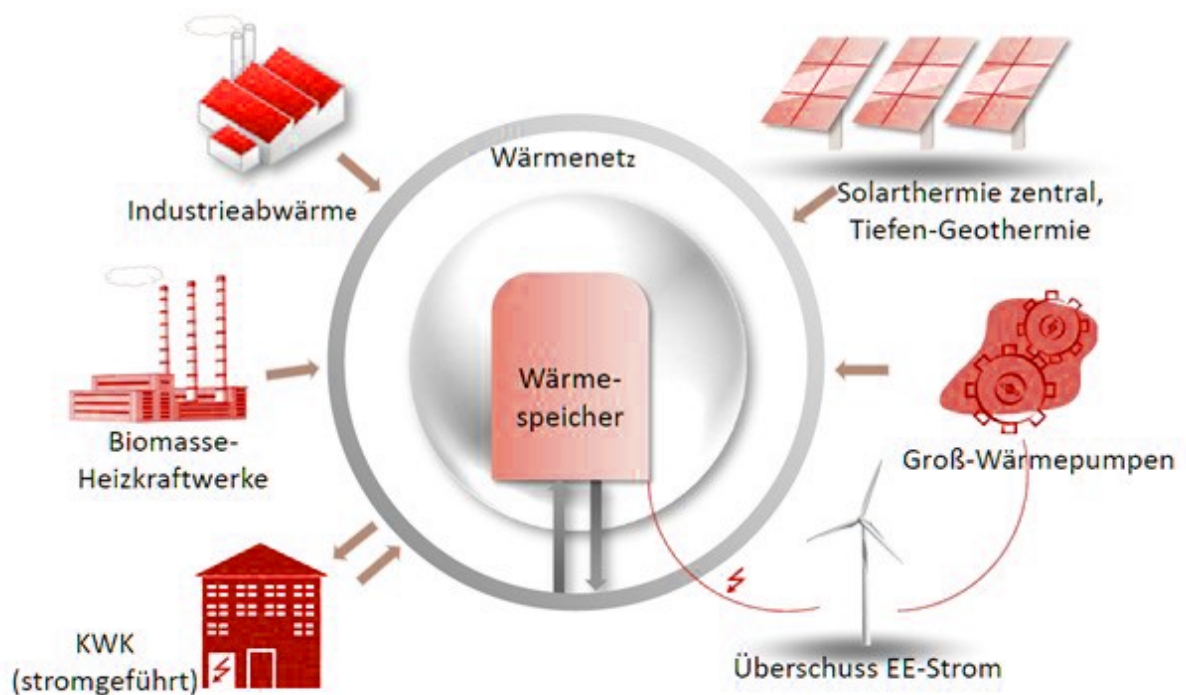 Wärmenetz
Industrieabwärme
Solarthermie zentral,
Tiefen-Geothermie
Wärme-
speicher
Biomasse-
Heizkraftwerke
Groß-Wärmepumpen
KWK
(stromgeführt)
Überschuss EE-Strom